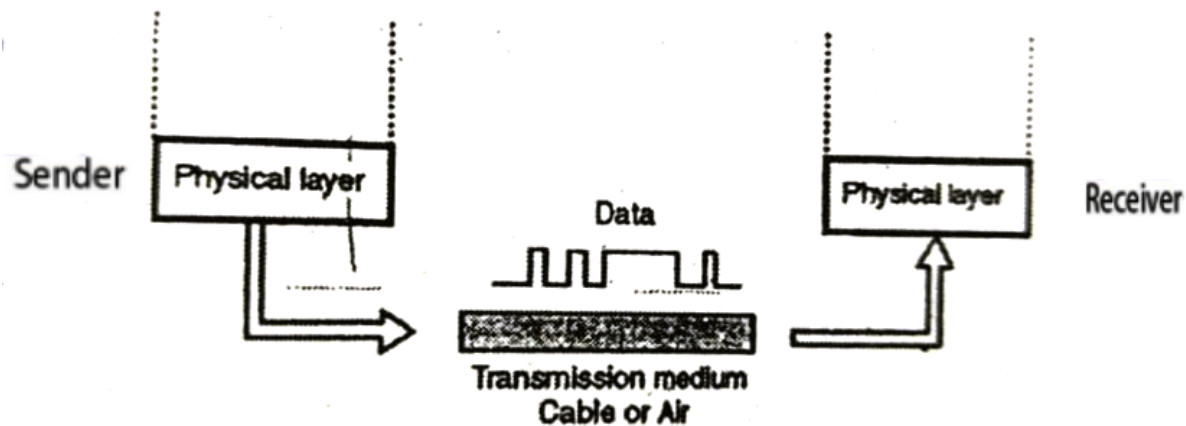 Sender
Physical layer
Data
Transmission medium
Cable or Air
Physical layer
Receiver